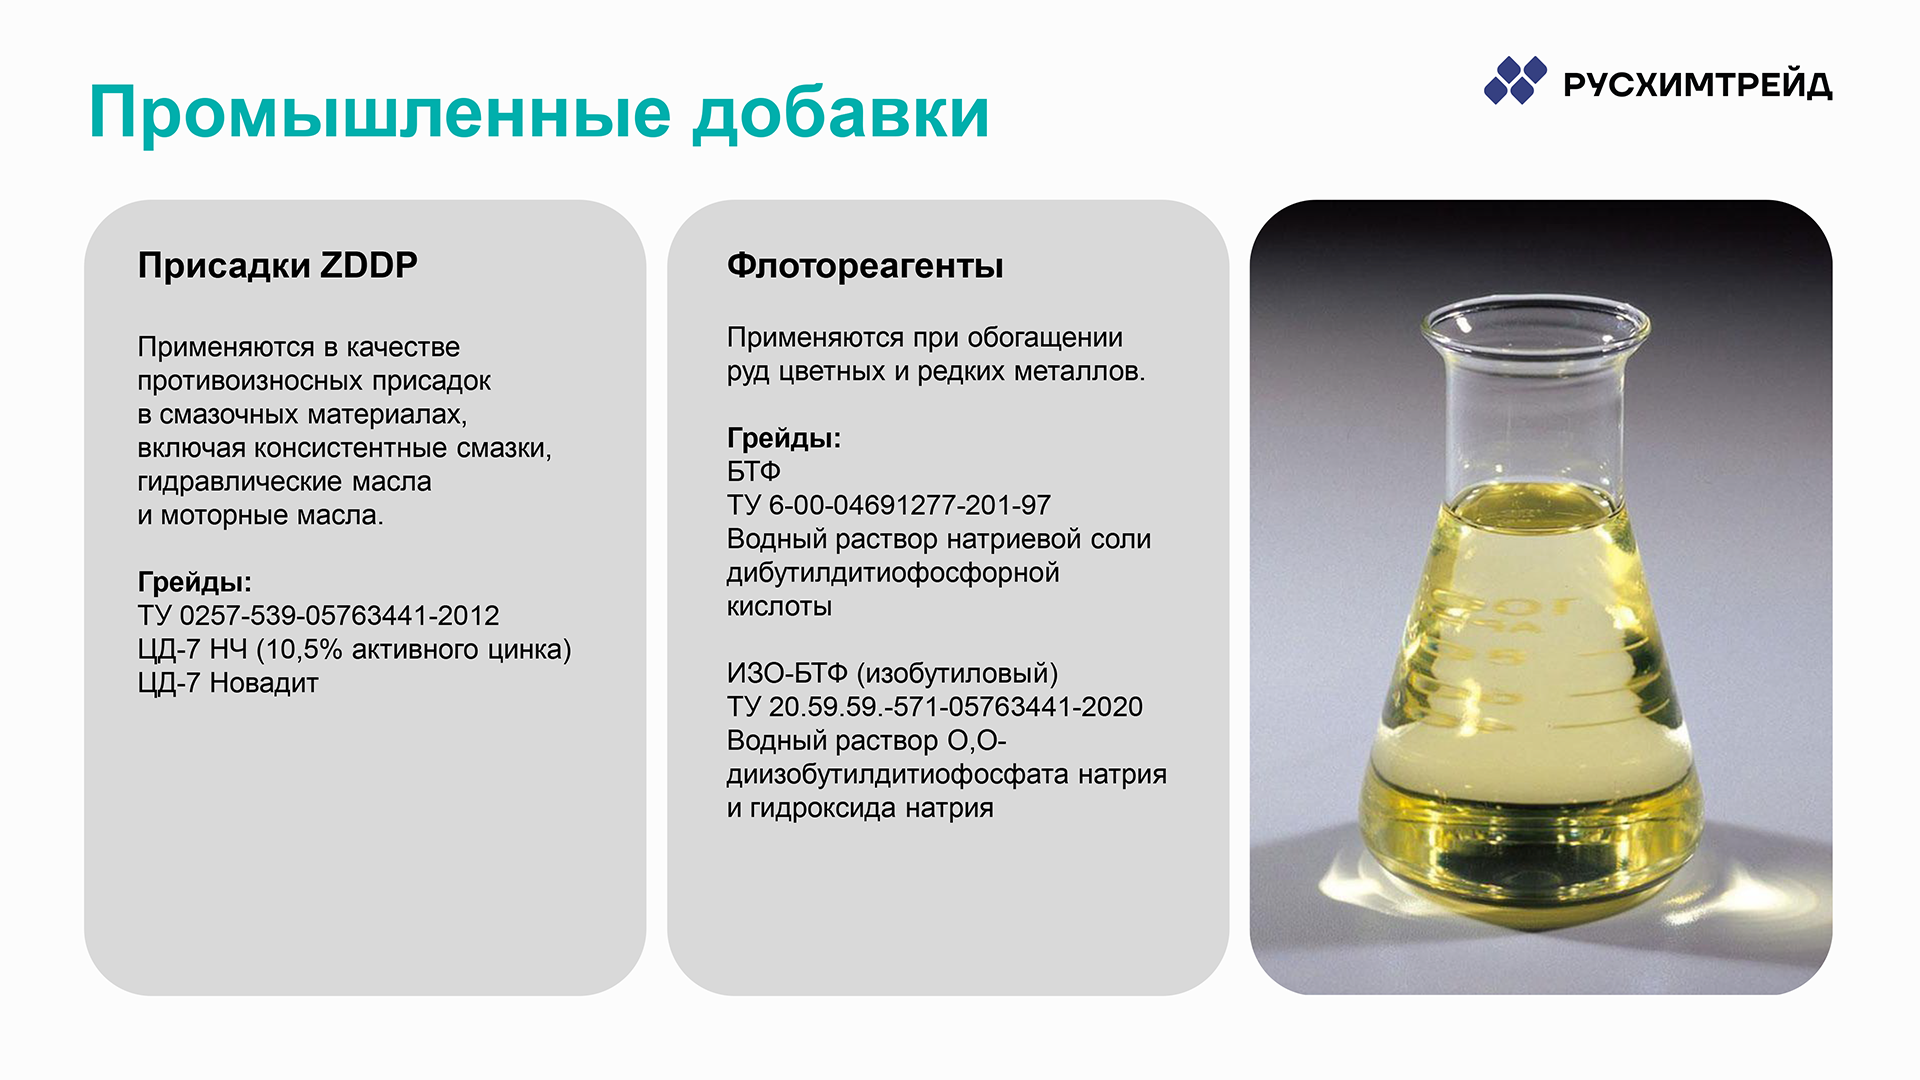 Промышленные добавки
РУСХИМТРЕЙД
Присадки ZDDP
Применяются в качестве
противоизносных присадок
в смазочных материалах,
включая консистентные смазки,
гидравлические масла
и моторные масла.
Грейды:
ТУ 0257-539-05763441-2012
ЦД-7 НЧ (10,5% активного цинка)
ЦД-7 Новадит
Флотореагенты
Применяются при обогащении
руд цветных и редких металлов.
Грейды:
БТФ
ТУ 6-00-04691277-201-97
Водный раствор натриевой соли
дибутилдитиофосфорной
кислоты
ИЗО-БТФ (изобутиловый)
ТУ 20.59.59.-571-05763441-2020
Водный раствор О,О-
диизобутилдитиофосфата натрия
и гидроксида натрия